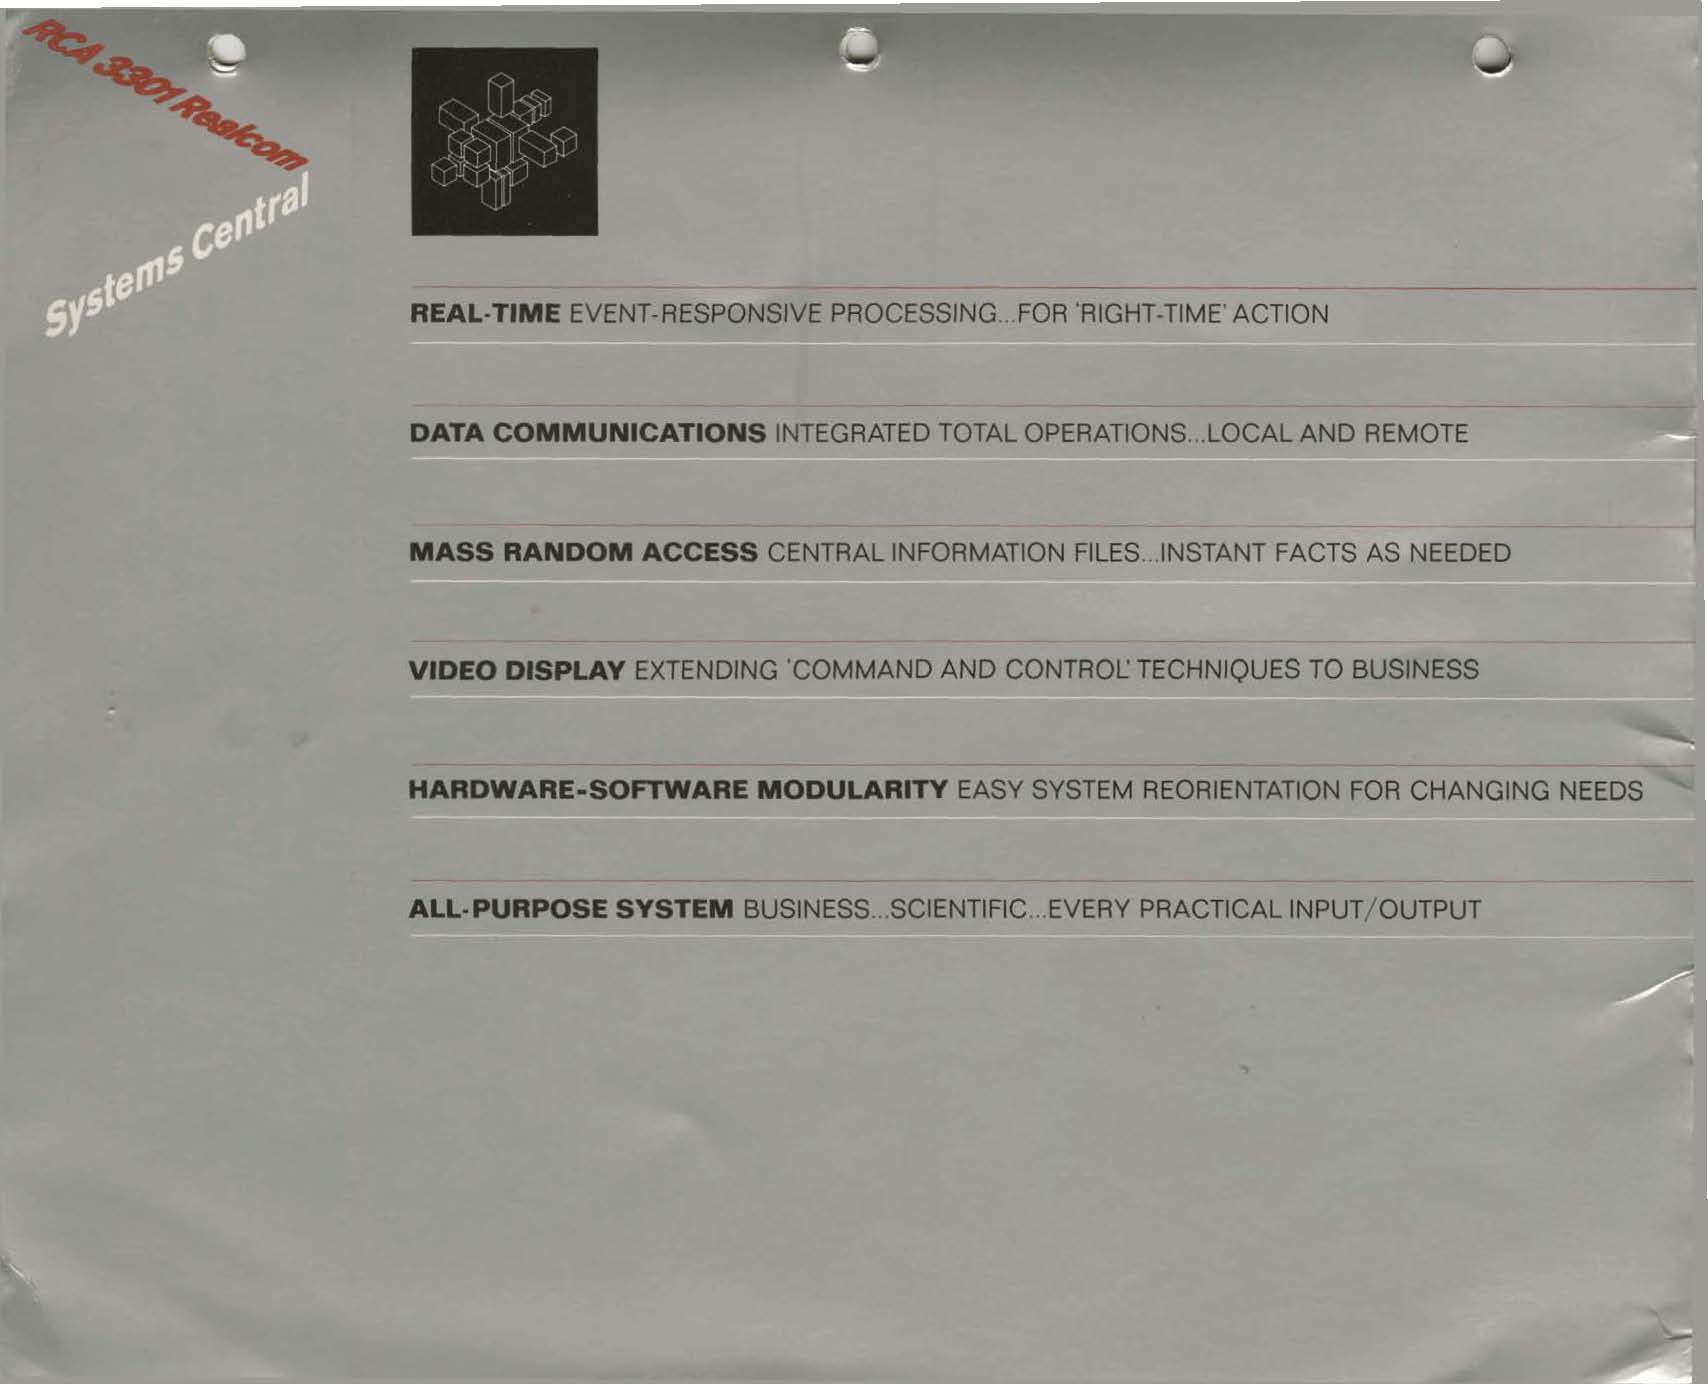 RCA 3301 Realcom
Systems Central
REAL-TIME EVENT-RESPONSIVE PROCESSING...FOR 'RIGHT-TIME' ACTION
DATA COMMUNICATIONS INTEGRATED TOTAL OPERATIONS...LOCAL AND REMOTE
MASS RANDOM ACCESS CENTRAL INFORMATION FILES...INSTANT FACTS AS NEEDED
VIDEO DISPLAY EXTENDING 'COMMAND AND CONTROL' TECHNIQUES TO BUSINESS
HARDWARE-SOFTWARE MODULARITY EASY SYSTEM REORIENTATION FOR CHANGING NEEDS
ALL-PURPOSE SYSTEM BUSINESS...SCIENTIFIC...EVERY PRACTICAL INPUT/OUTPUT